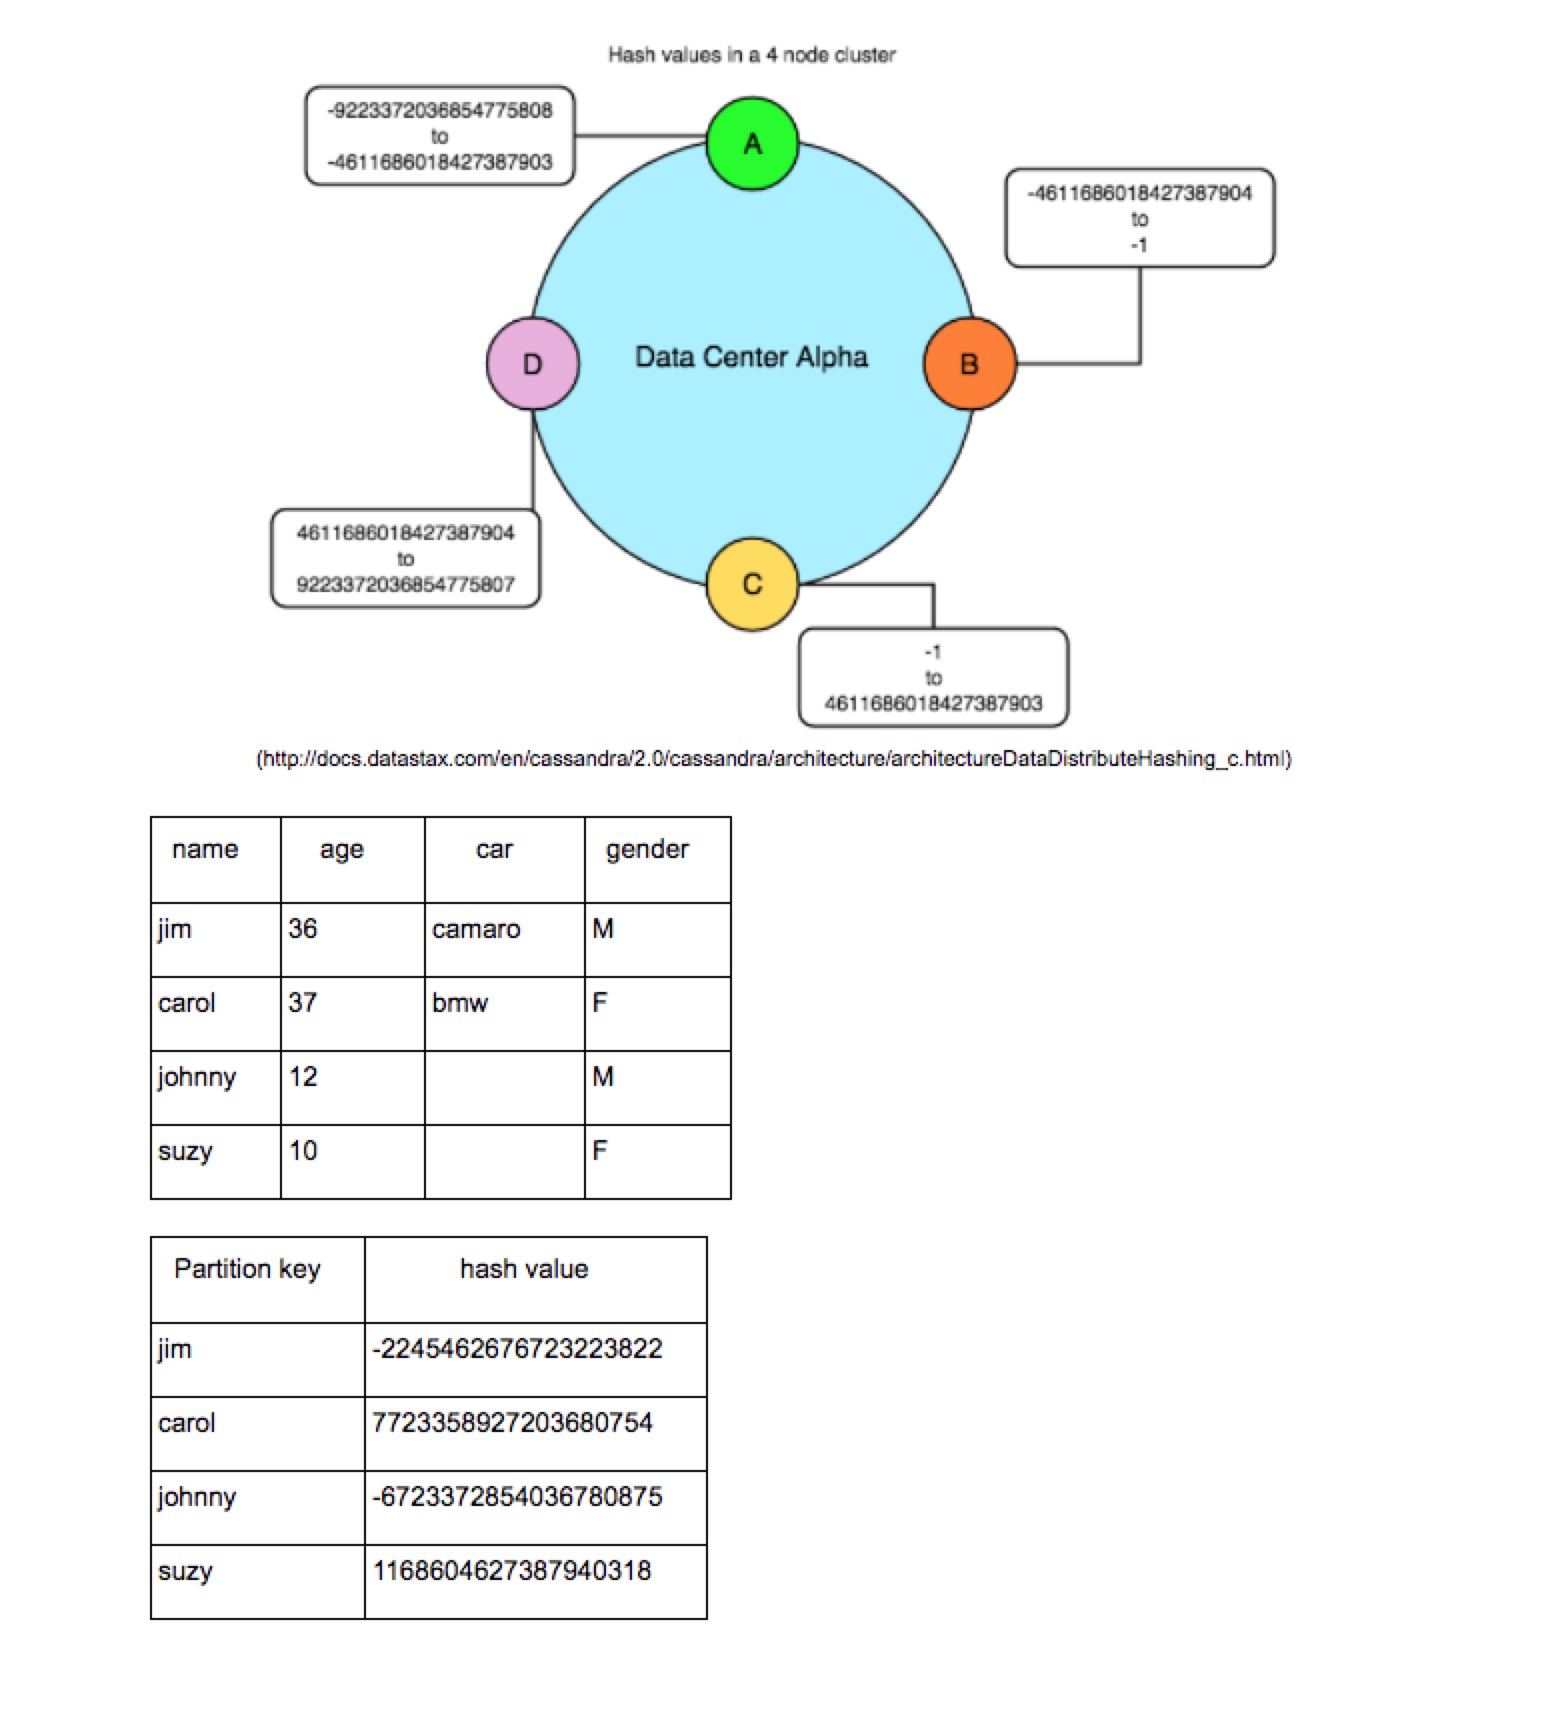 Hash values in a 4 node cluster
-9223372036854775808
to
-4611686018427387903
A
-4611686018427387904
to
-1
D
Data Center Alpha
B
4611686018427387904
to
9223372036854775807
C
-1
to
4611686018427387903
(http://docs.datastax.com/en/cassandra/2.0/cassandra/architecture/architectureDataDistributeHashing_c.html)
name age car gender
jim 36 camaro M
carol 37 bmw F
johnny 12 M
suzy 10 F
Partition key hash value
jim -2245462676723223822
carol 7723358927203680754
johnny -6723372854036780875
suzy 1168604627387940318